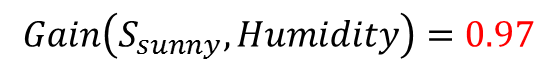 Gain(S_sunny, Humidity) = 0.97